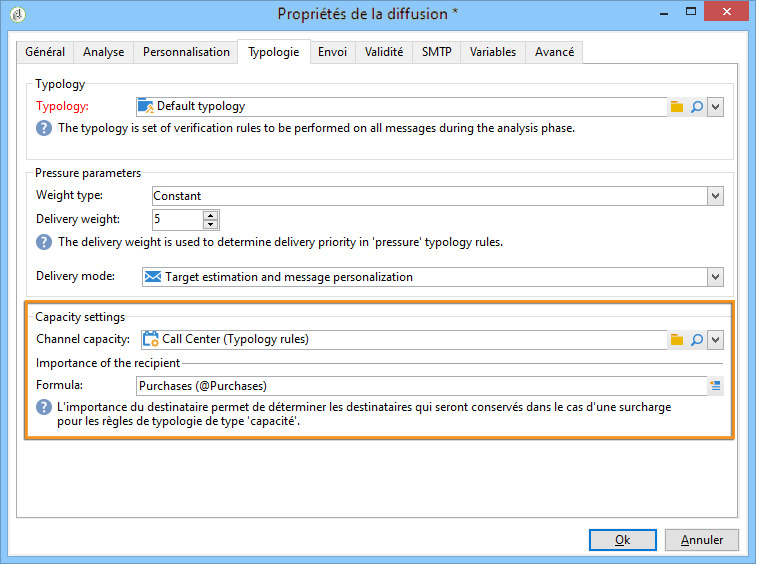 Propriétés de la diffusion *
Général Analyse Personnalisation Typologie Envoi Validité SMTP Variables Avancé
Typology
Typology: Default typology
The typology is set of verification rules to be performed on all messages during the analysis phase.
Pressure parameters
Weight type: Constant
Delivery weight: 5
The delivery weight is used to determine delivery priority in 'pressure' typology rules.
Delivery mode: Target estimation and message personalization
Capacity settings
Channel capacity: Call Center (Typology rules)
Importance of the recipient
Formula: Purchases (@Purchases)
L'importance du destinataire permet de déterminer les destinataires qui seront conservés dans le cas d'une surcharge
pour les règles de typologie de type 'capacité'.
Ok Annuler